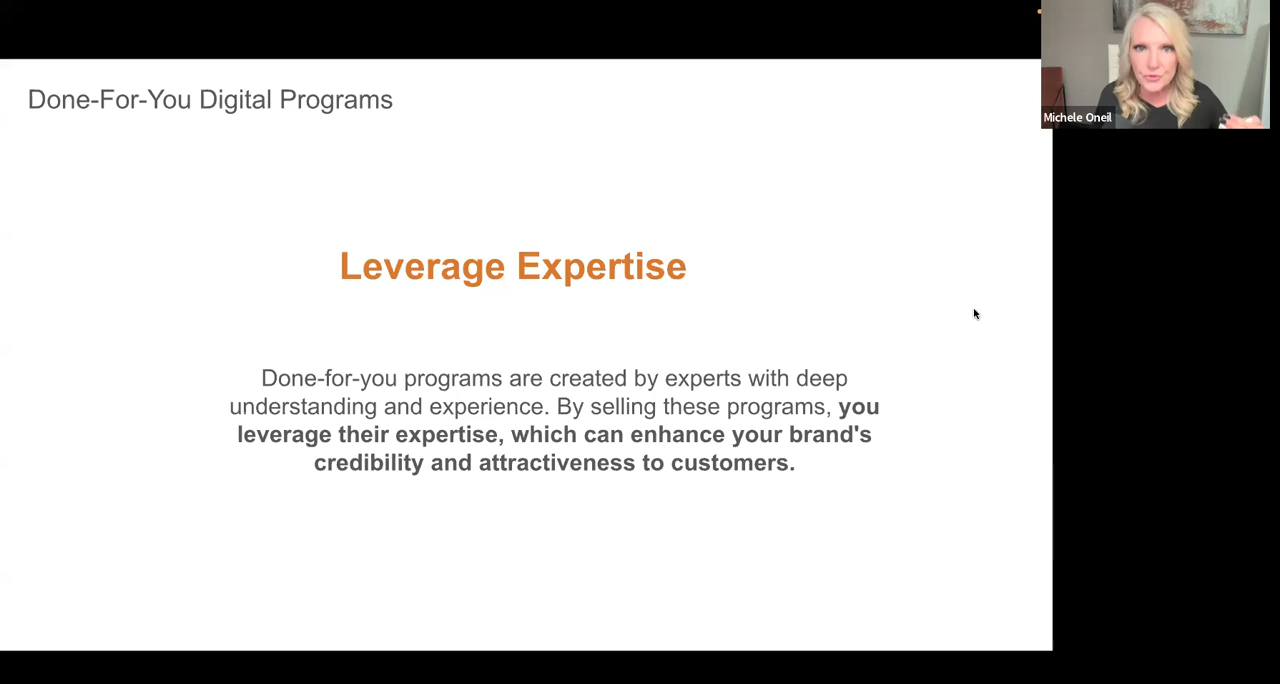 Done-For-You Digital Programs
Michele Oneil
Leverage Expertise
Done-for-you programs are created by experts with deep
understanding and experience. By selling these programs, you
leverage their expertise, which can enhance your brand's
credibility and attractiveness to customers.